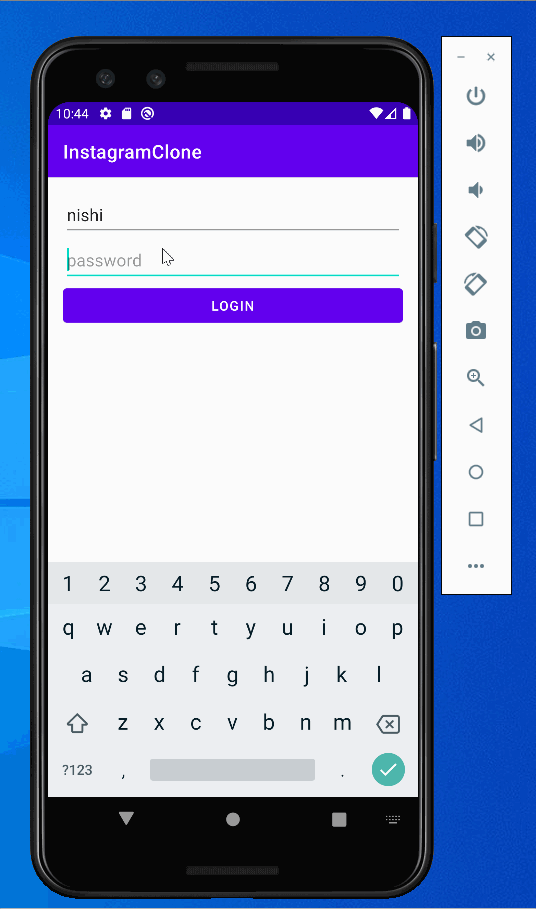 10:44
InstagramClone
nishi
password
LOGIN
1 2 3 4 5 6 7 8 9 0
q w e r t y u i o p
a s d f g h j k l
z x c v b n m
?123 , .